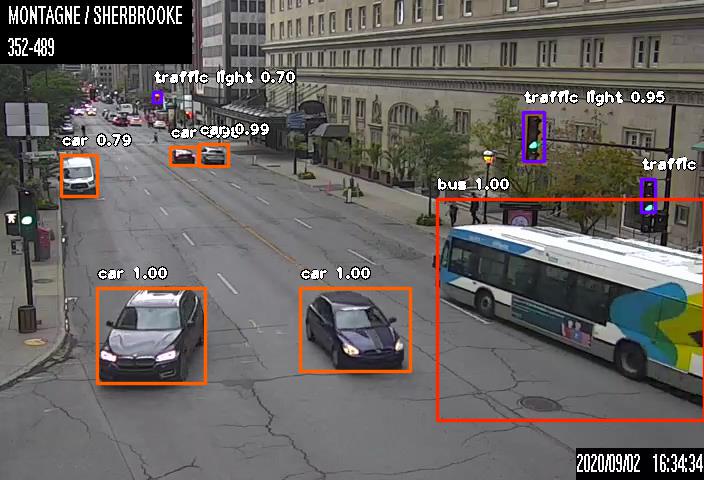 MONTAGNE / SHERBROOKE
352-489
traffic light 0.70
traffic light 0.95
car
car 0.99
car 0.79
traffic
bus 1.00
car 1.00
car 1.00
2020/09/02 16:34:34